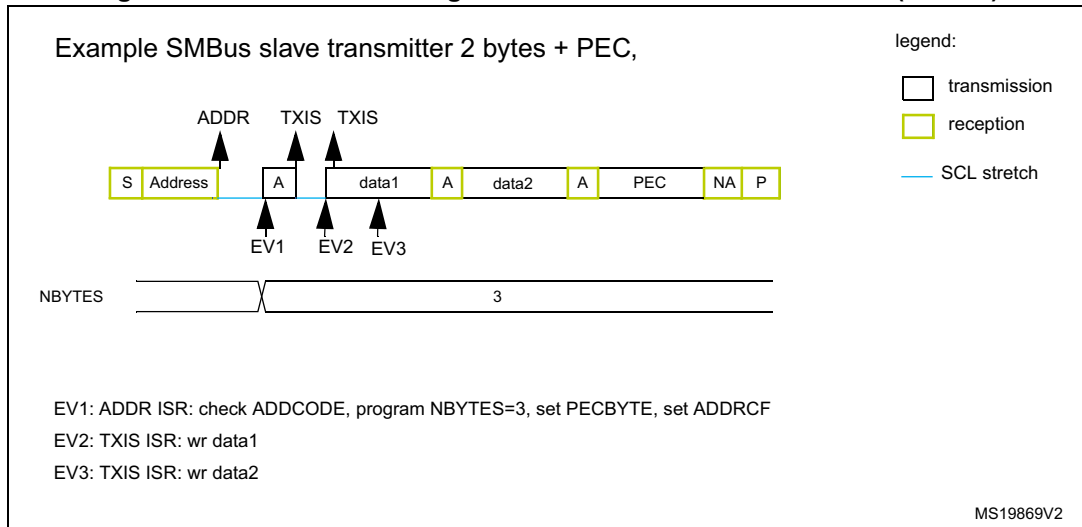 Example SMBus slave transmitter 2 bytes + PEC,
legend:
transmission
reception
SCL stretch
ADDR TXIS TXIS
S Address A data1 A data2 A PEC NA P
EV1 EV2 EV3
NBYTES 3
EV1: ADDR ISR: check ADDCODE, program NBYTES=3, set PECBYTE, set ADDRCF
EV2: TXIS ISR: wr data1
EV3: TXIS ISR: wr data2
MS19869V2